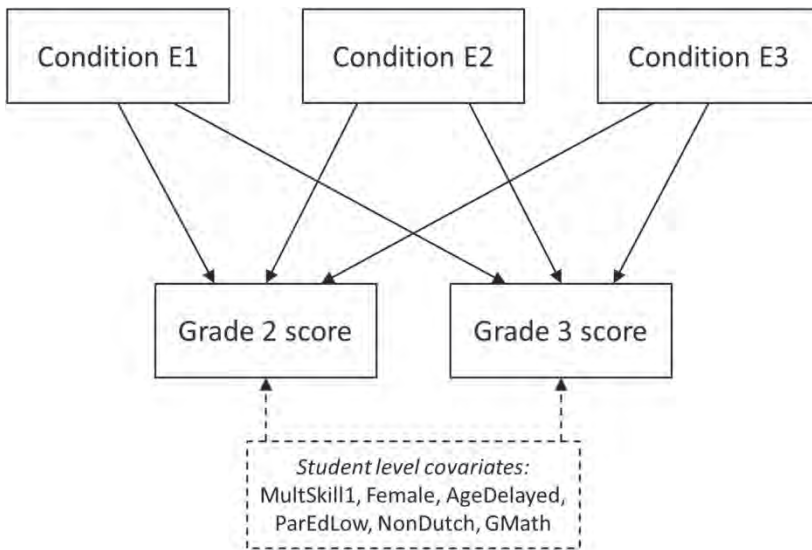 Condition E1
Condition E2
Condition E3
Grade 2 score
Grade 3 score
Student level covariates:
MultSkill1, Female, AgeDelayed,
ParEdLow, NonDutch, GMath